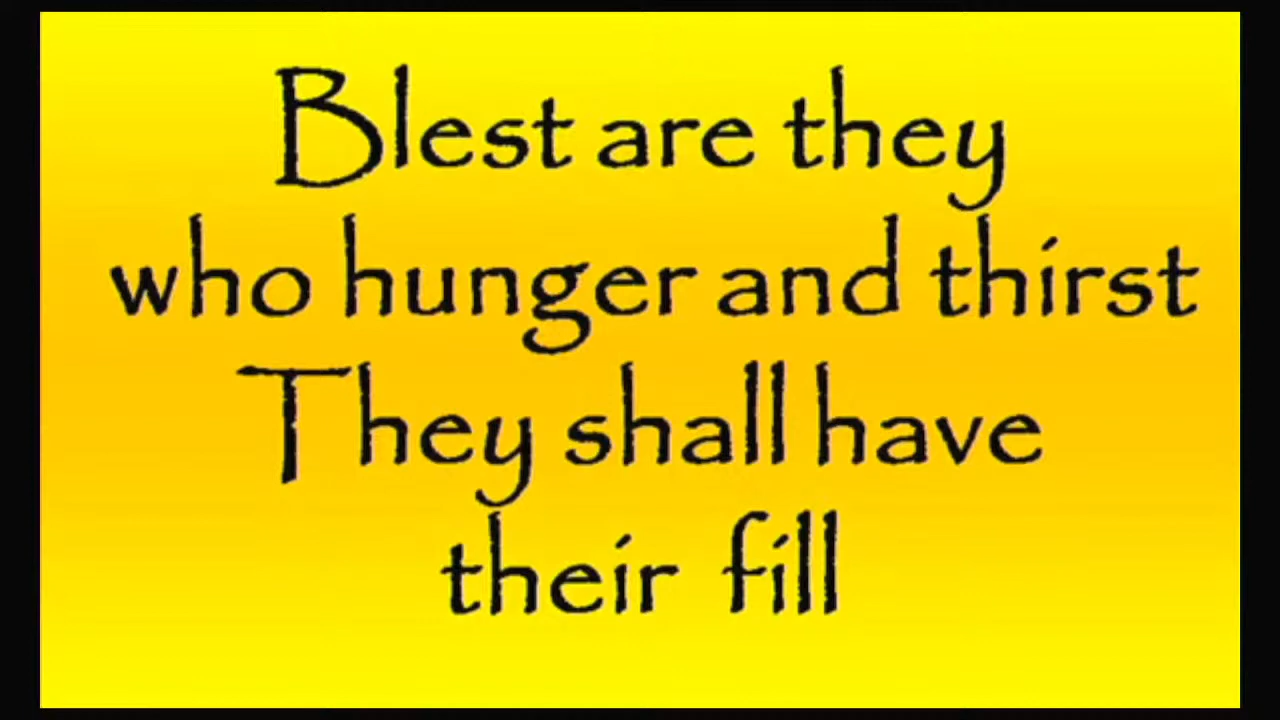 Blest are they
who hunger and thirst
They shall have
their fill